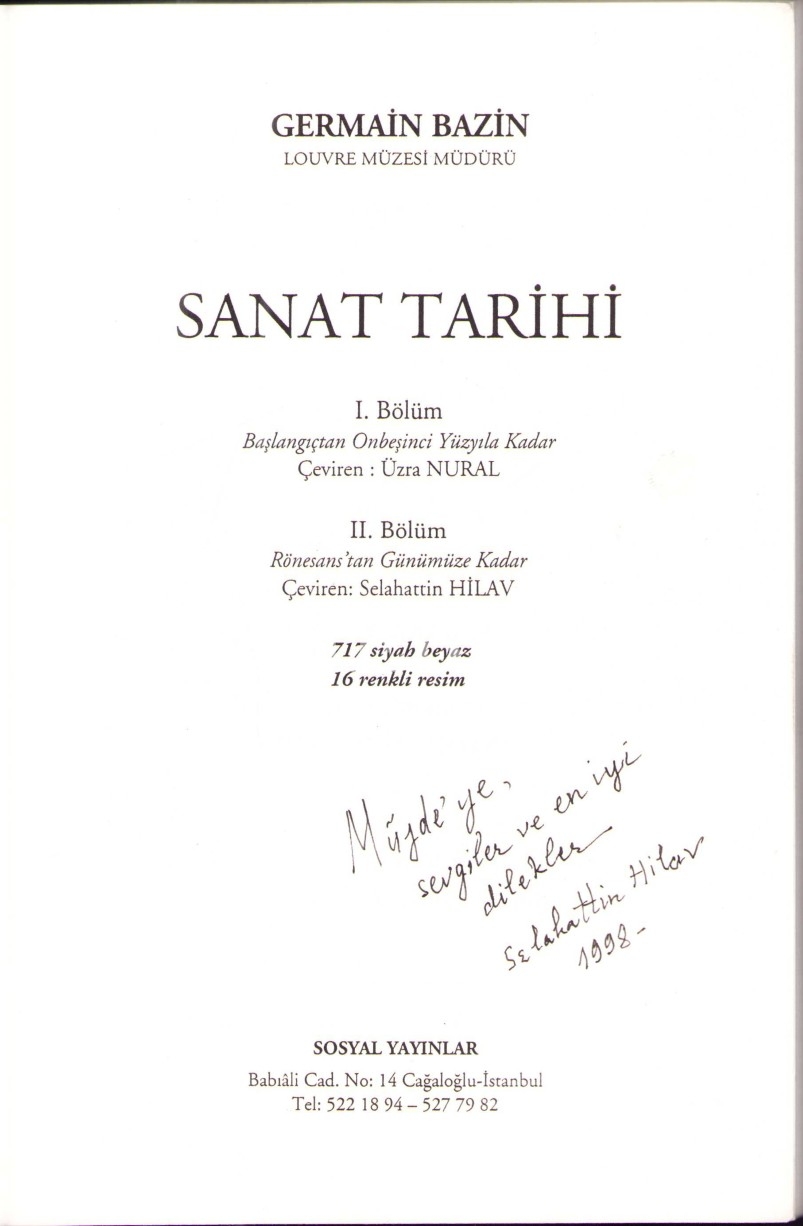 GERMAİN BAZİN
LOUVRE MÜZESİ MÜDÜRÜ
SANAT TARİHİ
I. Bölüm
Başlangıçtan Onbeşinci Yüzyıla Kadar
Çeviren : Üzra NURAL
II. Bölüm
Rönesans'tan Günümüze Kadar
Çeviren: Selahattin HİLAV
717 siyah beyaz
16 renkli resim
Müjde'ye,
sevgiler ve en iyi
dilekler
Selahattin Hilav
1998-
SOSYAL YAYINLAR
Babıâli Cad. No: 14 Cağaloğlu-İstanbul
Tel: 522 18 94 – 527 79 82